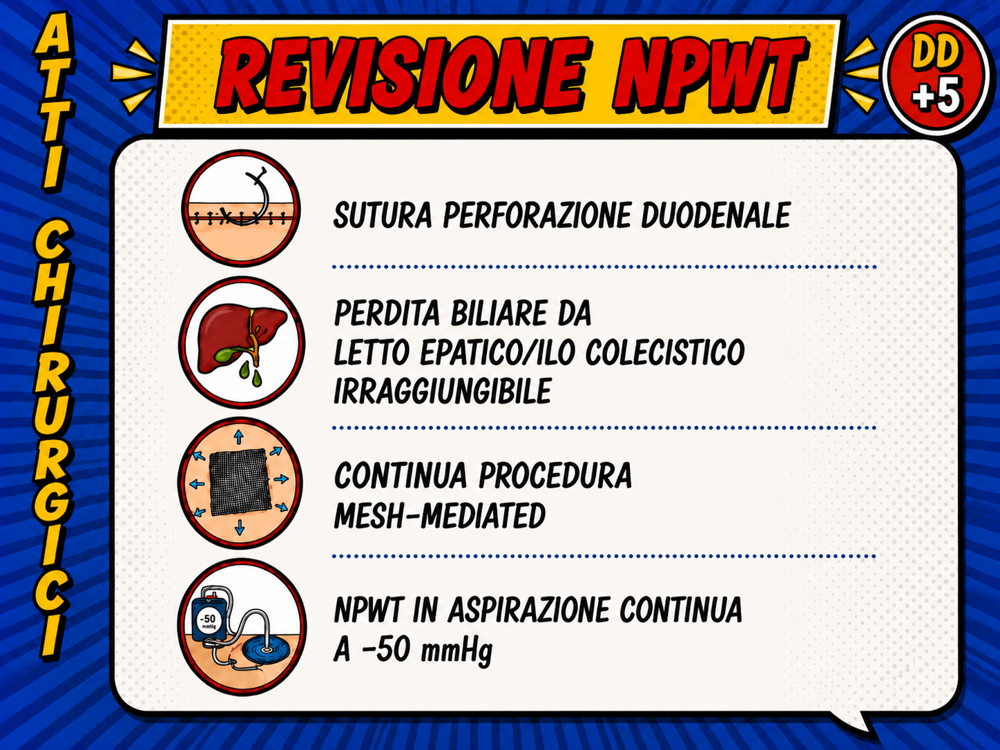 ATTI CHIRURGICI
REVISIONE NPWT
DD
+5
SUTURA PERFORAZIONE DUODENALE
PERDITA BILIARE DA
LETTO EPATICO/ILO COLECISTICO
IRRAGGIUNGIBILE
CONTINUA PROCEDURA
MESH-MEDIATED
-50
mmHg
NPWT IN ASPIRAZIONE CONTINUA
A -50 mmHg